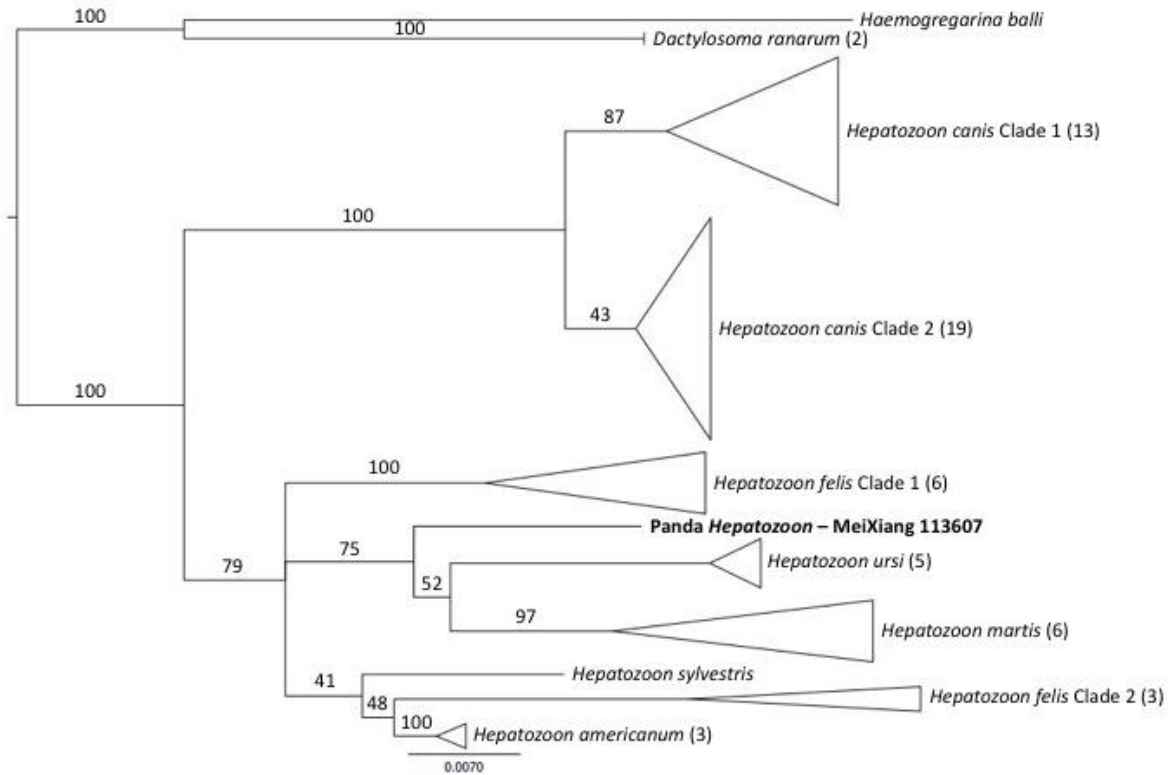 100
Haemogregarina balli
100
Dactylosoma ranarum (2)
87
Hepatozoon canis Clade 1 (13)
100
43
Hepatozoon canis Clade 2 (19)
100
100
Hepatozoon felis Clade 1 (6)
Panda Hepatozoon – MeiXiang 113607
75
Hepatozoon ursi (5)
79
52
97
Hepatozoon martis (6)
Hepatozoon sylvestris
41
Hepatozoon felis Clade 2 (3)
48
100
Hepatozoon americanum (3)
0.0070